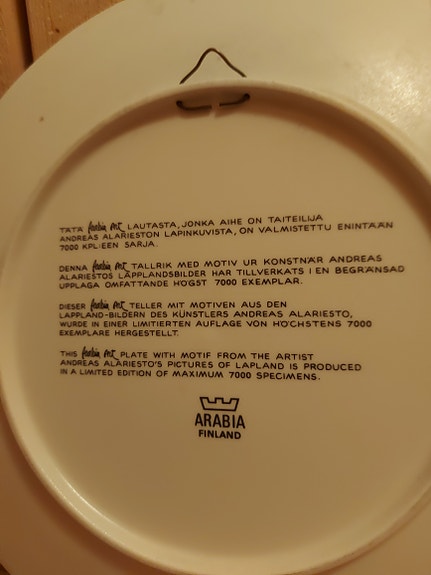 TÄTÄ Arabia Art LAUTASTA, JONKA AIHE ON TAITEILIJA
ANDREAS ALARIESTON LAPINKUVISTA, ON VALMISTETTU ENINTÄÄN
7000 KPL:EEN SARJA.
DENNA Arabia Art TALLRIK MED MOTIV UR KONSTNÄR ANDREAS
ALARIESTOS LAPPLANDSBILDER HAR TILLVERKATS I EN BEGRÄNSAD
UPPLAGA OMFATTANDE HÖGST 7000 EXEMPLAR.
DIESER Arabia Art TELLER MIT MOTIVEN AUS DEN
LAPPLAND-BILDERN DES KÜNSTLERS ANDREAS ALARIESTO,
WURDE IN EINER LIMITIERTEN AUFLAGE VON HÖCHSTENS 7000
EXEMPLARE HERGESTELLT.
THIS Arabia Art PLATE WITH MOTIF FROM THE ARTIST
ANDREAS ALARIESTO'S PICTURES OF LAPLAND IS PRODUCED
IN A LIMITED EDITION OF MAXIMUM 7000 SPECIMENS.
ARABIA
FINLAND